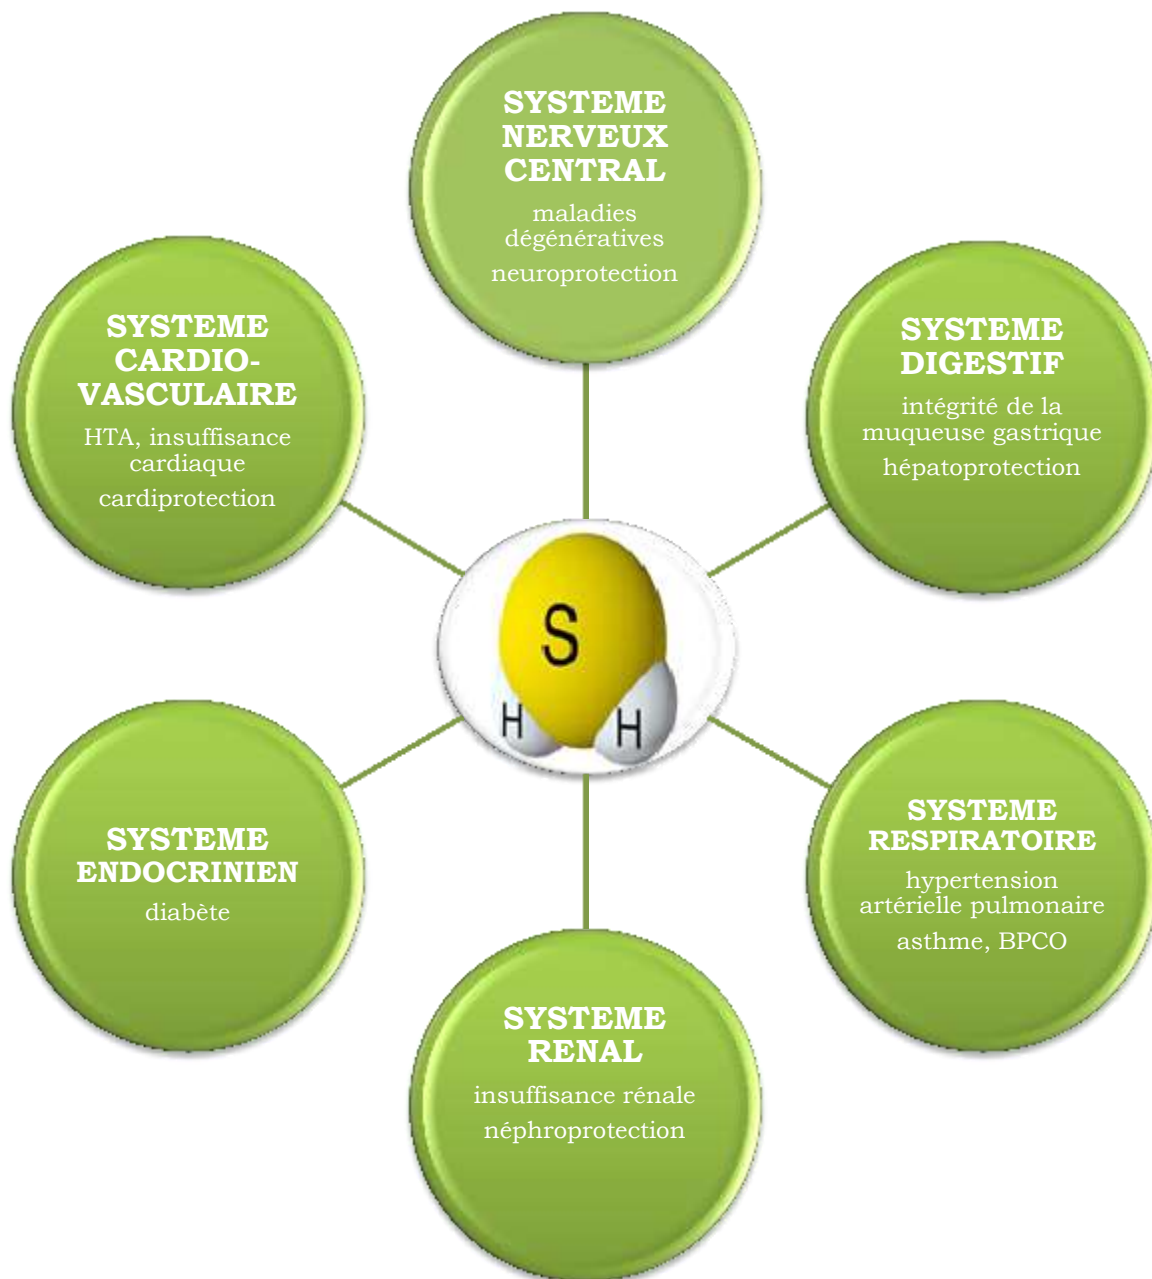 SYSTEME
NERVEUX
CENTRAL
maladies
dégénératives
neuroprotection
SYSTEME
CARDIO-
VASCULAIRE
HTA, insuffisance
cardiaque
cardiprotection
SYSTEME
DIGESTIF
intégrité de la
muqueuse gastrique
hépatoprotection
S
H
H
SYSTEME
ENDOCRINIEN
diabète
SYSTEME
RESPIRATOIRE
hypertension
artérielle pulmonaire
asthme, BPCO
SYSTEME
RENAL
insuffisance rénale
néphroprotection